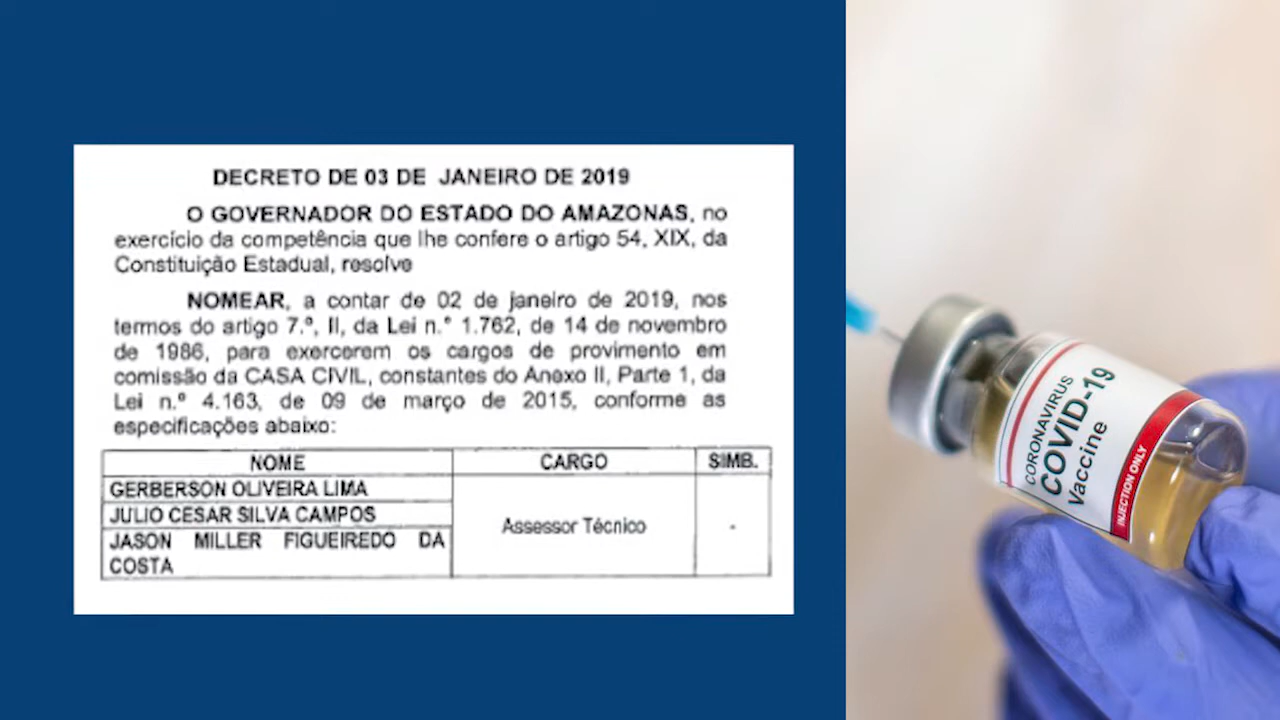 DECRETO DE 03 DE JANEIRO DE 2019
O GOVERNADOR DO ESTADO DO AMAZONAS, no
exercício da competência que lhe confere o artigo 54, XIX, da
Constituição Estadual, resolve
NOMEAR, a contar de 02 de janeiro de 2019, nos
termos do artigo 7.º, II, da Lei n.º 1.762, de 14 de novembro
de 1986, para exercerem os cargos de provimento em
comissão da CASA CIVIL, constantes do Anexo II, Parte 1, da
Lei n.º 4.163, de 09 de março de 2015, conforme as
especificações abaixo:
NOME CARGO SIMB.
GERBERSON OLIVEIRA LIMA
JULIO CESAR SILVA CAMPOS
Assessor Técnico -
JASON MILLER FIGUEIREDO DA
COSTA
CORONAVIRUS
COVID-19
Vaccine
INJECTION ONLY